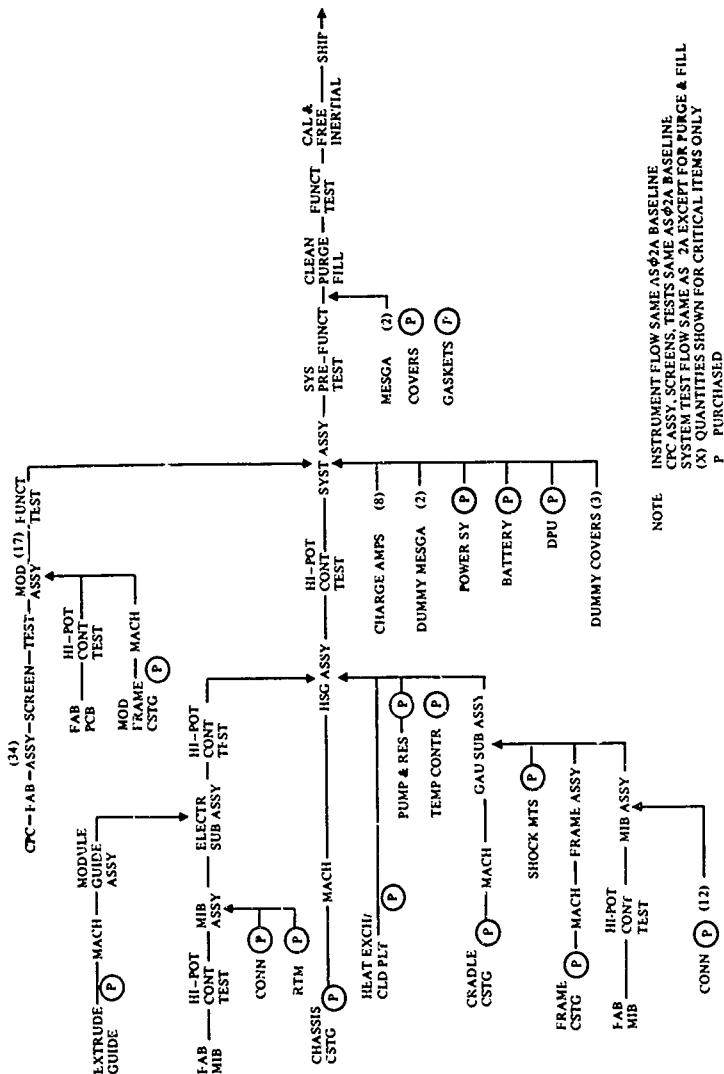 (34)
CPC — FAB — ASSY — SCREEN — TEST — MOD ASSY (17) FUNCT TEST
FAB PCB
HI-POT CONT TEST
MOD FRAME CSTG
MACH
P
EXTRUDE GUIDE
P
MACH
MODULE GUIDE ASSY
FAB MIB
HI-POT CONT TEST
MIB ASSY
ELECTR SUB ASSY
HI-POT CONT TEST
CONN P
RTM P
CHASSIS CSTG P
MACH
HSG ASSY
HI-POT CONT TEST
SYST ASSY
SYS PRE-FUNCT TEST
CLEAN PURGE FILL
FUNCT TEST
CAL & FREE INERTIAL
SHIP
MESGA (2)
COVERS P
GASKETS P
CHARGE AMPS (8)
DUMMY MESGA (2)
POWER SY P
BATTERY P
DPU P
DUMMY COVERS (3)
HEAT EXCH/ CLD PLT P
PUMP & RES P
TEMP CONTR P
CRADLE CSTG P
MACH
GAU SUB ASSY
SHOCK MTS P
FRAME CSTG P
MACH
FRAME ASSY
FAB MIB
HI-POT CONT TEST
MIB ASSY
CONN P (12)
NOTE
INSTRUMENT FLOW SAME AS φ2A BASELINE
CPC ASSY, SCREENS, TESTS SAME AS φ2A BASELINE
SYSTEM TEST FLOW SAME AS 2A EXCEPT FOR PURGE & FILL
(X) QUANTITIES SHOWN FOR CRITICAL ITEMS ONLY
P PURCHASED